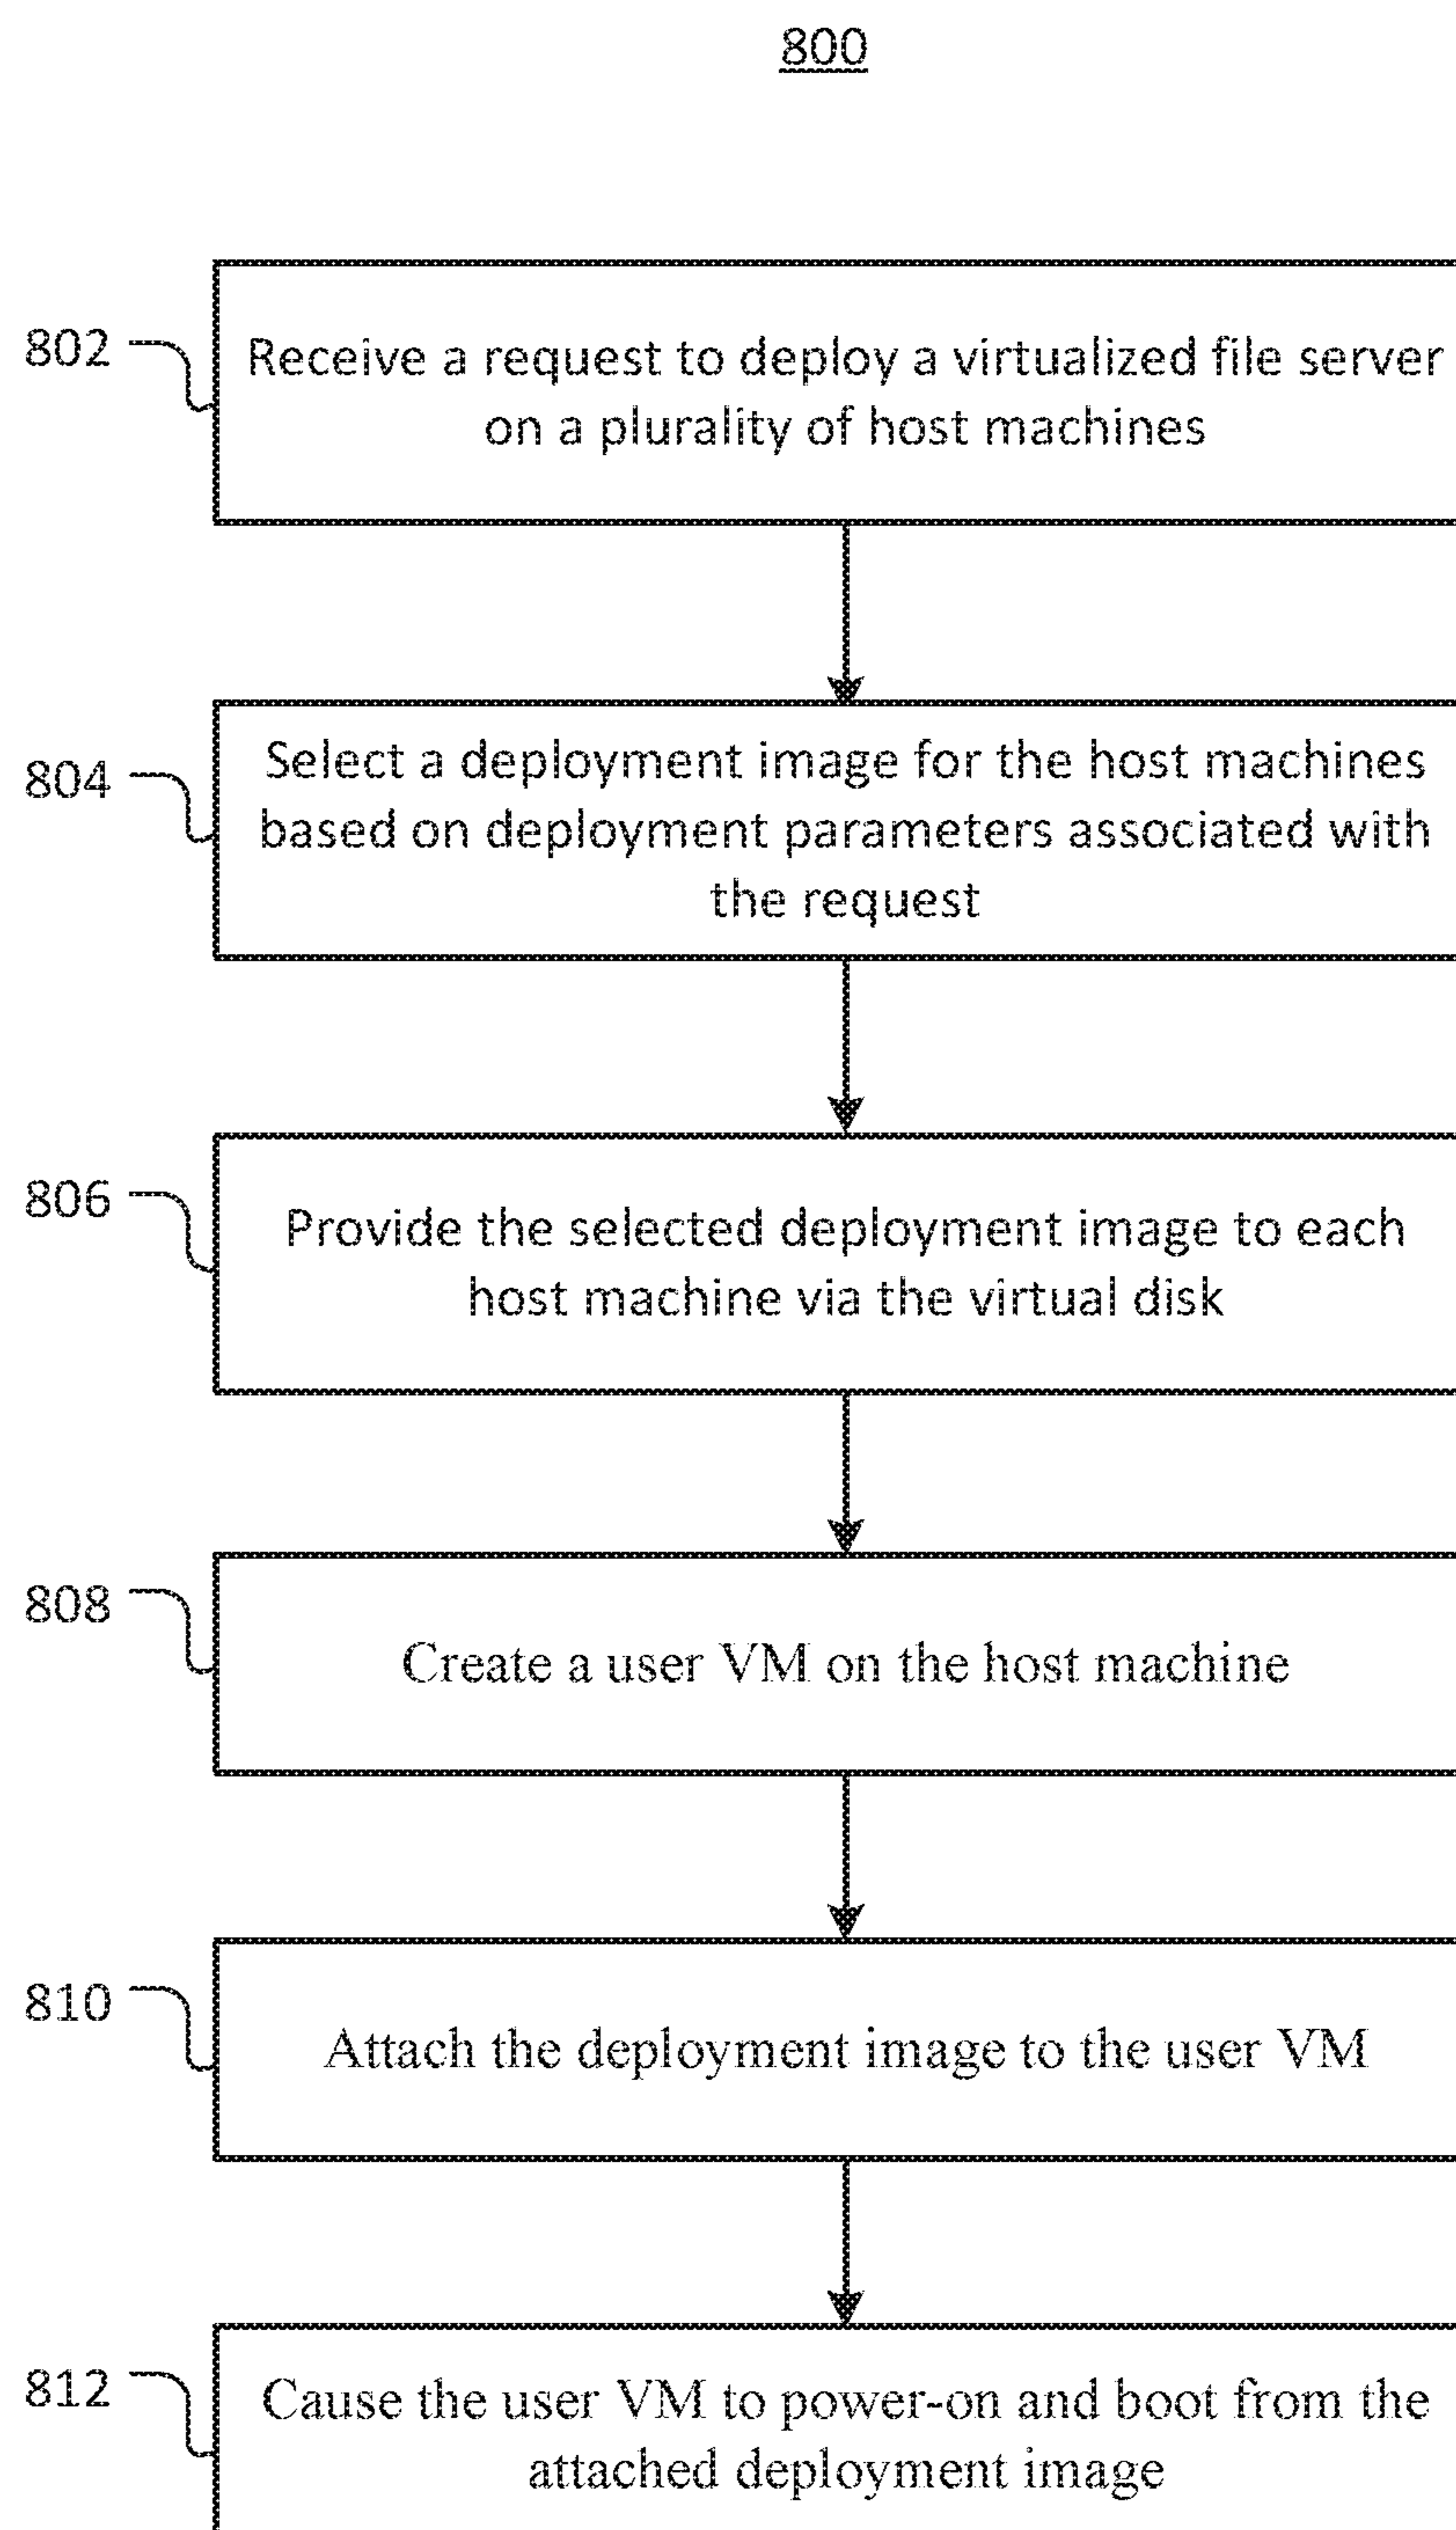 800
802
Receive a request to deploy a virtualized file server
on a plurality of host machines
804
Select a deployment image for the host machines
based on deployment parameters associated with
the request
806
Provide the selected deployment image to each
host machine via the virtual disk
808
Create a user VM on the host machine
810
Attach the deployment image to the user VM
812
Cause the user VM to power-on and boot from the
attached deployment image